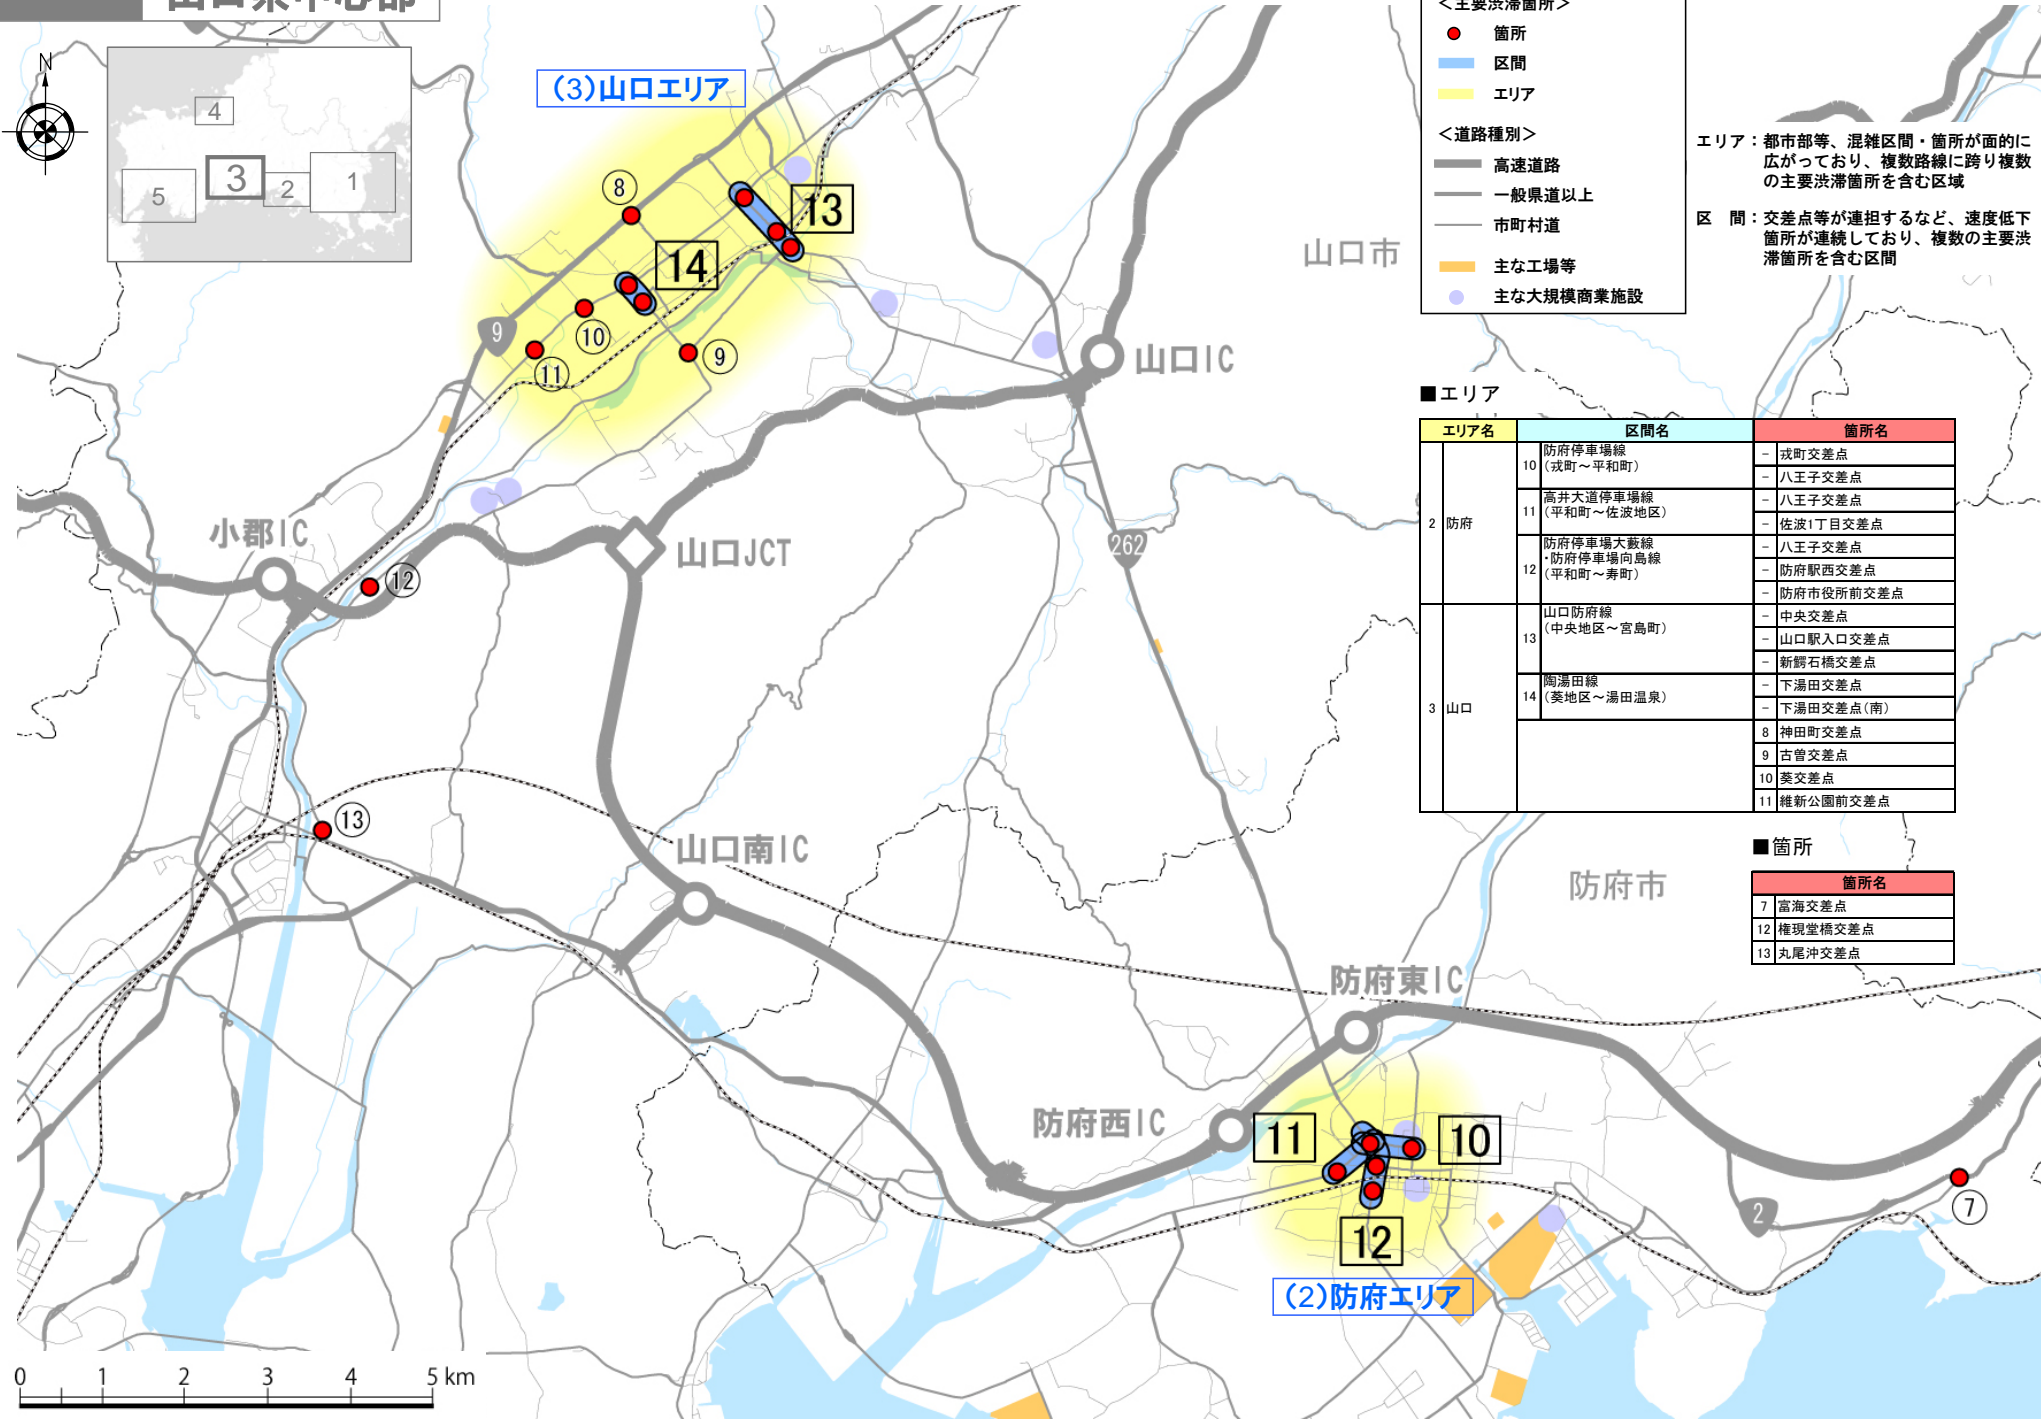 山口県中心部
N
4
3
2
1
5
(3)山口エリア
8
13
14
10
11
9
9
山口市
山口IC
小郡IC
12
山口JCT
262
13
山口南IC
防府市
防府東IC
防府西IC
11
10
12
(2)防府エリア
2
7
0 1 2 3 4 5 km
<主要渋滞箇所>
箇所
区間
エリア
<道路種別>
高速道路
一般県道以上
市町村道
主な工場等
主な大規模商業施設
エリア：都市部等、混雑区間・箇所が面的に
広がっており、複数路線に跨り複数
の主要渋滞箇所を含む区域
区　間：交差点等が連担するなど、速度低下
箇所が連続しており、複数の主要渋
滞箇所を含む区間
■エリア
エリア名 区間名 箇所名
2 防府
10 防府停車場線
(戎町～平和町)
- 戎町交差点
- 八王子交差点
11 高井大道停車場線
(平和町～佐波地区)
- 八王子交差点
- 佐波1丁目交差点
12 防府停車場大藪線
・防府停車場向島線
(平和町～寿町)
- 八王子交差点
- 防府駅西交差点
- 防府市役所前交差点
3 山口
13 山口防府線
(中央地区～宮島町)
- 中央交差点
- 山口駅入口交差点
- 新鰐石橋交差点
14 陶湯田線
(葵地区～湯田温泉)
- 下湯田交差点
- 下湯田交差点(南)
8 神田町交差点
9 古曽交差点
10 葵交差点
11 維新公園前交差点
■箇所
箇所名
7 富海交差点
12 権現堂橋交差点
13 丸尾沖交差点